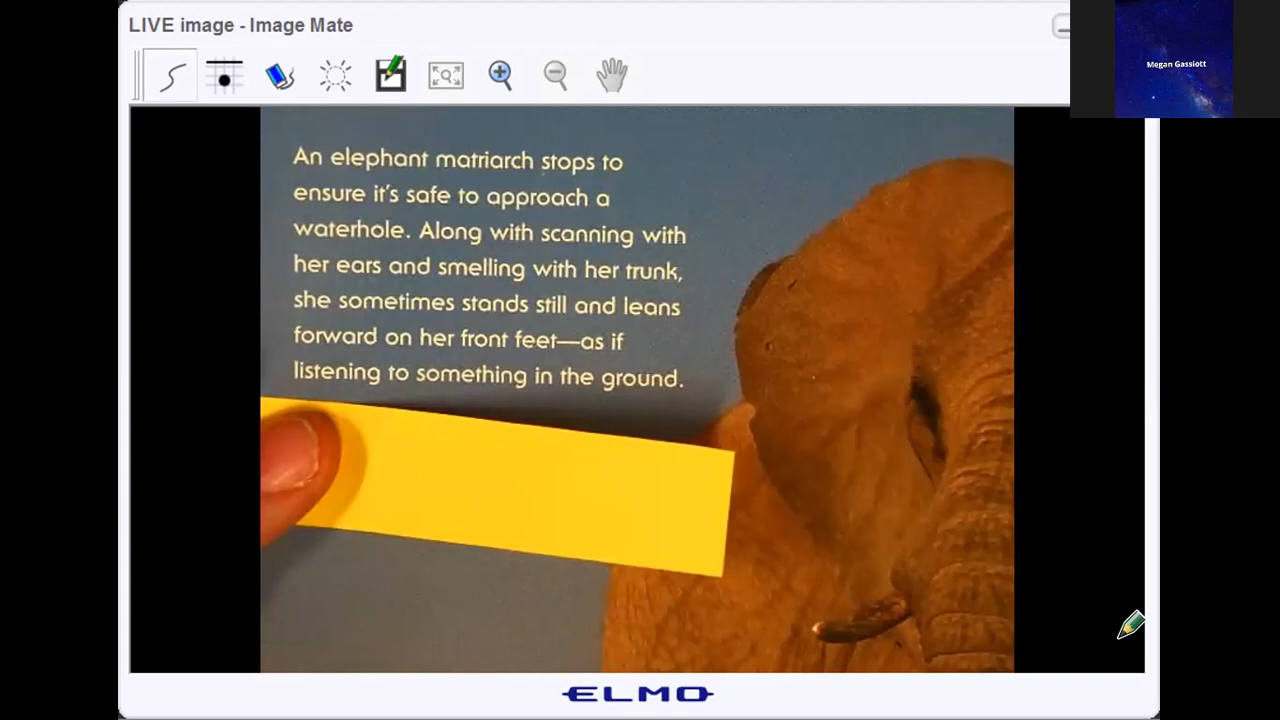 LIVE image - Image Mate
Megan Gassiott
An elephant matriarch stops to
ensure it's safe to approach a
waterhole. Along with scanning with
her ears and smelling with her trunk,
she sometimes stands still and leans
forward on her front feet—as if
listening to something in the ground.
ELMO